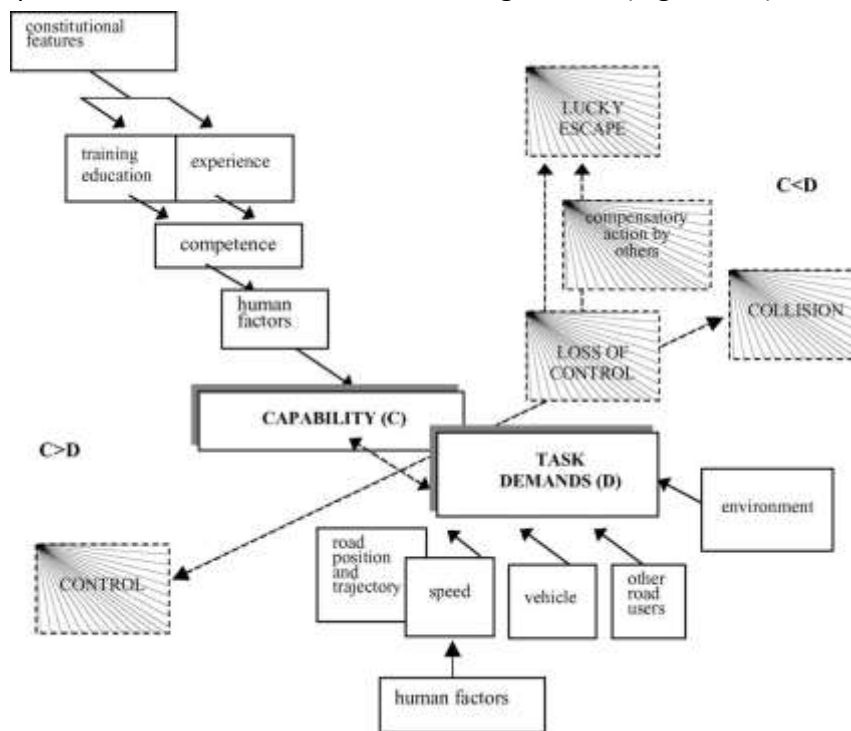 constitutional
features
LUCKY
ESCAPE
training
education
experience
C<D
compensatory
action by
others
competence
human
factors
COLLISION
LOSS OF
CONTROL
CAPABILITY (C)
C>D
TASK
DEMANDS (D)
environment
road
position
and
trajectory
speed
vehicle
other
road
users
CONTROL
human factors